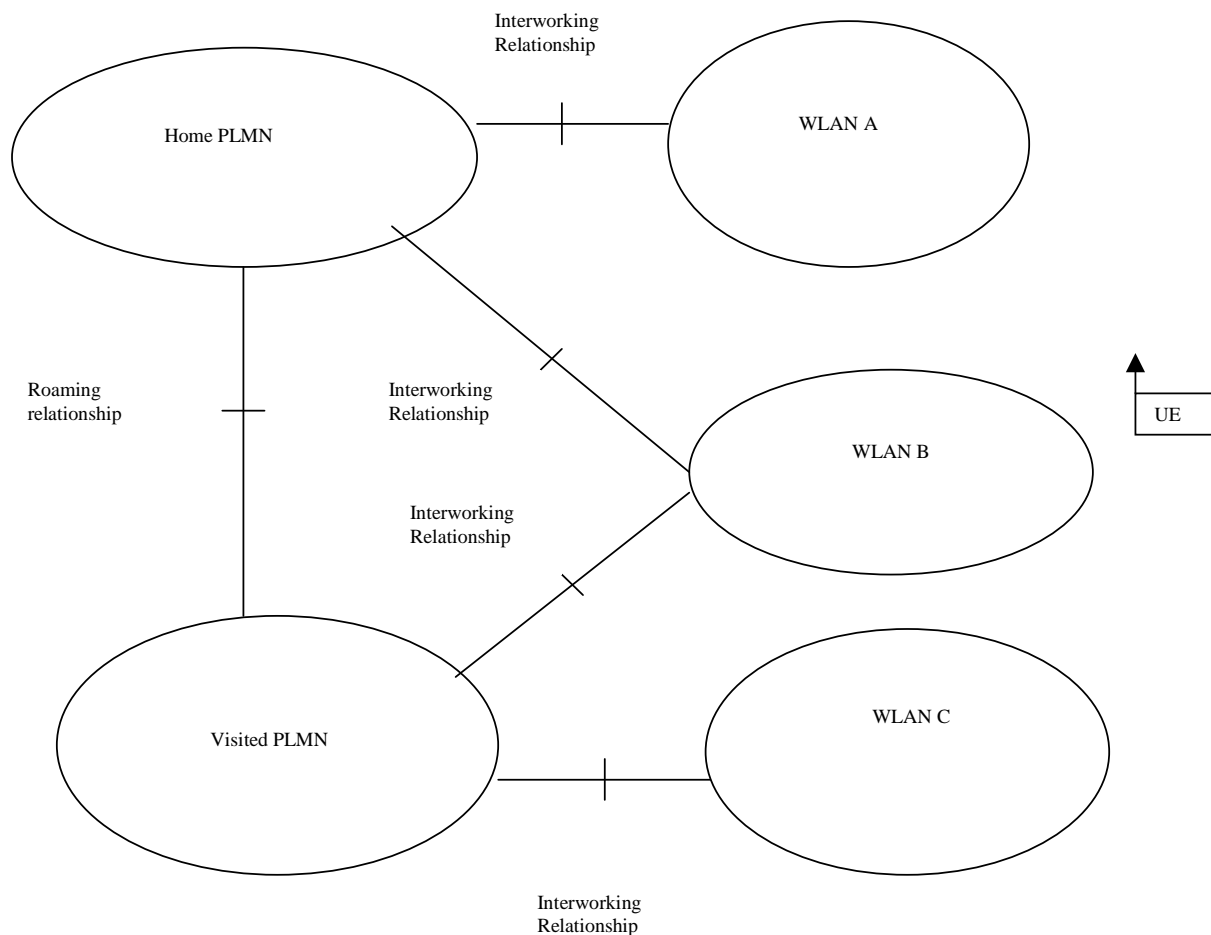 Interworking
Relationship
Home PLMN
WLAN A
Roaming
relationship
Interworking
Relationship
UE
WLAN B
Interworking
Relationship
Visited PLMN
WLAN C
Interworking
Relationship